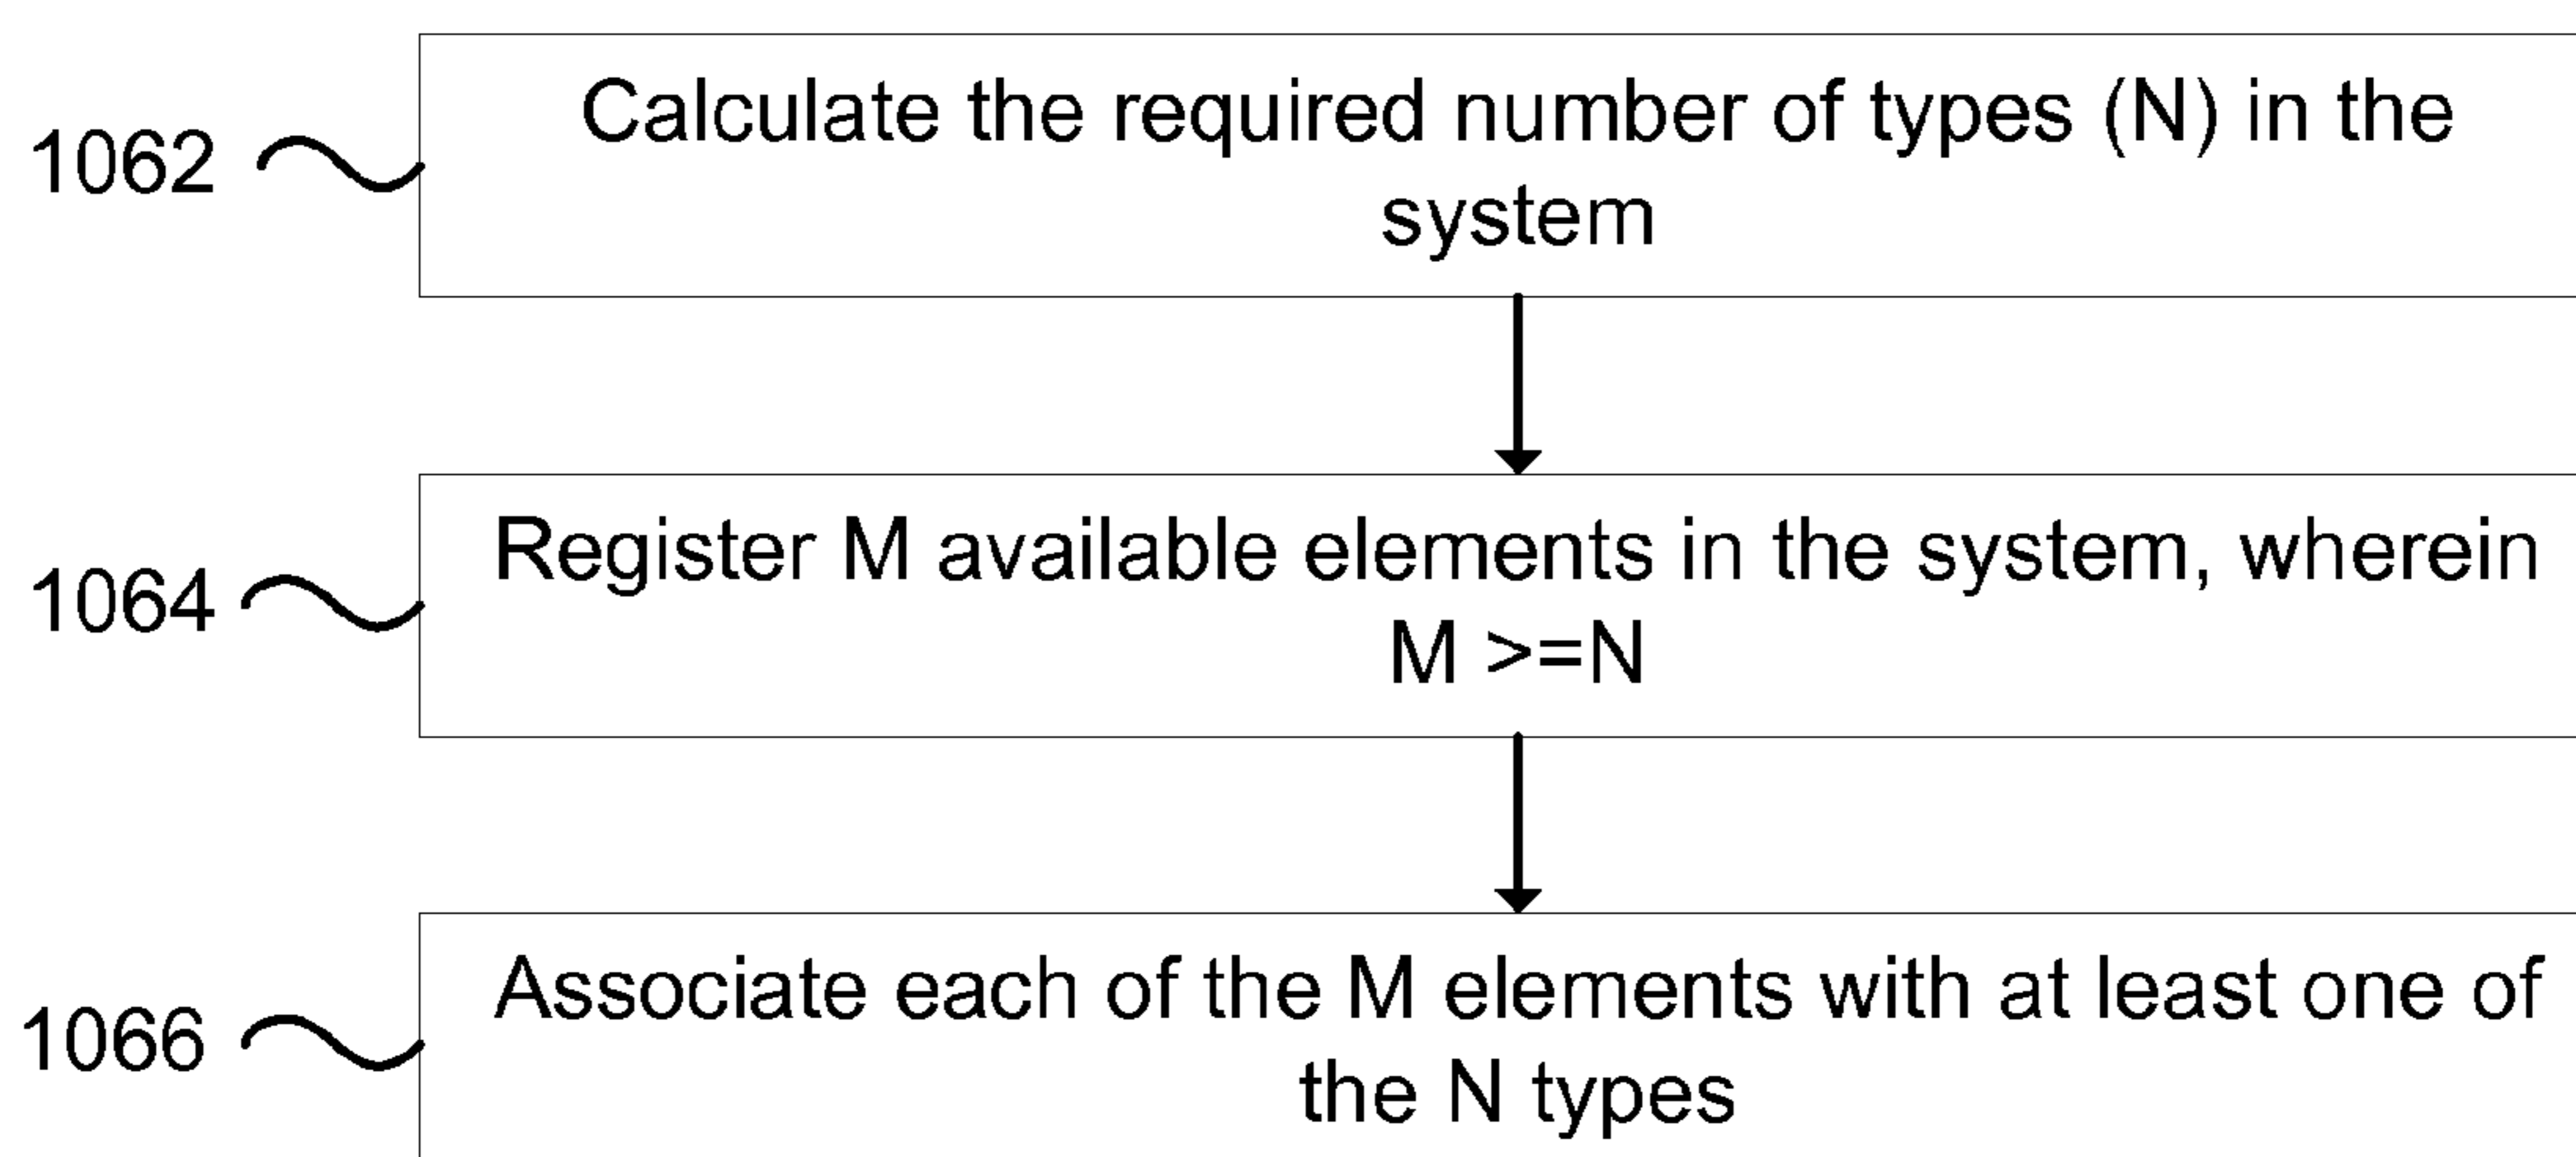 1062
Calculate the required number of types (N) in the
system
1064
Register M available elements in the system, wherein
M >=N
1066
Associate each of the M elements with at least one of
the N types